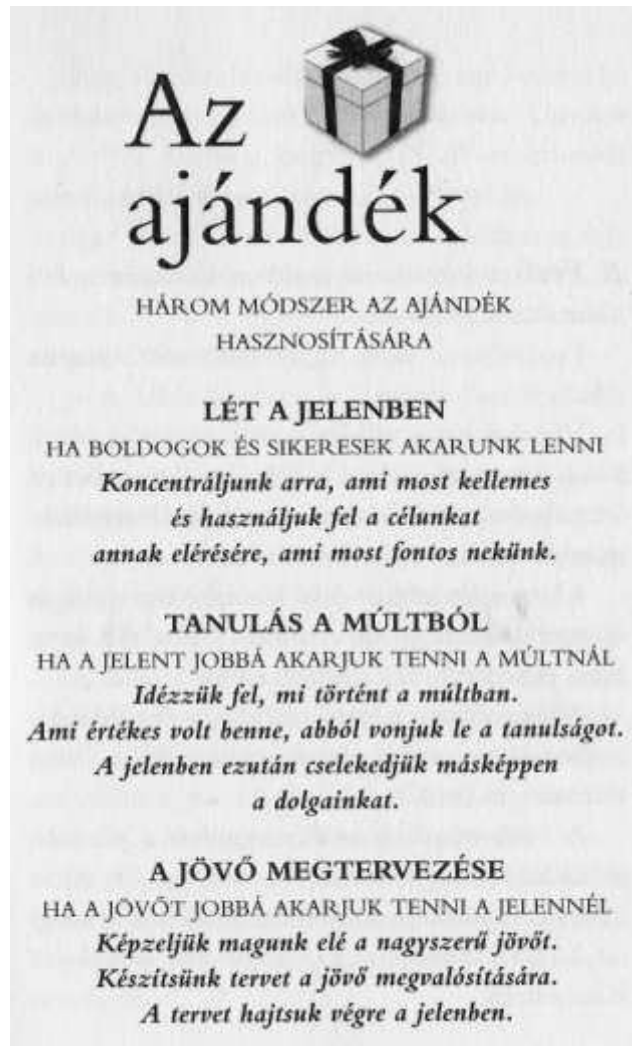 Az
ajándék
HÁROM MÓDSZER AZ AJÁNDÉK
HASZNOSÍTÁSÁRA
LÉT A JELENBEN
HA BOLDOGOK ÉS SIKERESEK AKARUNK LENNI
Koncentráljunk arra, ami most kellemes
és használjuk fel a célunkat
annak elérésére, ami most fontos nekünk.
TANULÁS A MÚLTBÓL
HA A JELENT JOBBÁ AKARJUK TENNI A MÚLTNÁL
Idézzük fel, mi történt a múltban.
Ami értékes volt benne, abból vonjuk le a tanulságot.
A jelenben ezután cselekedjük másképpen
a dolgainkat.
A JÖVŐ MEGTERVEZÉSE
HA A JÖVŐT JOBBÁ AKARJUK TENNI A JELENNÉL
Képzeljük magunk elé a nagyszerű jövőt.
Készítsünk tervet a jövő megvalósítására.
A tervet hajtsuk végre a jelenben.